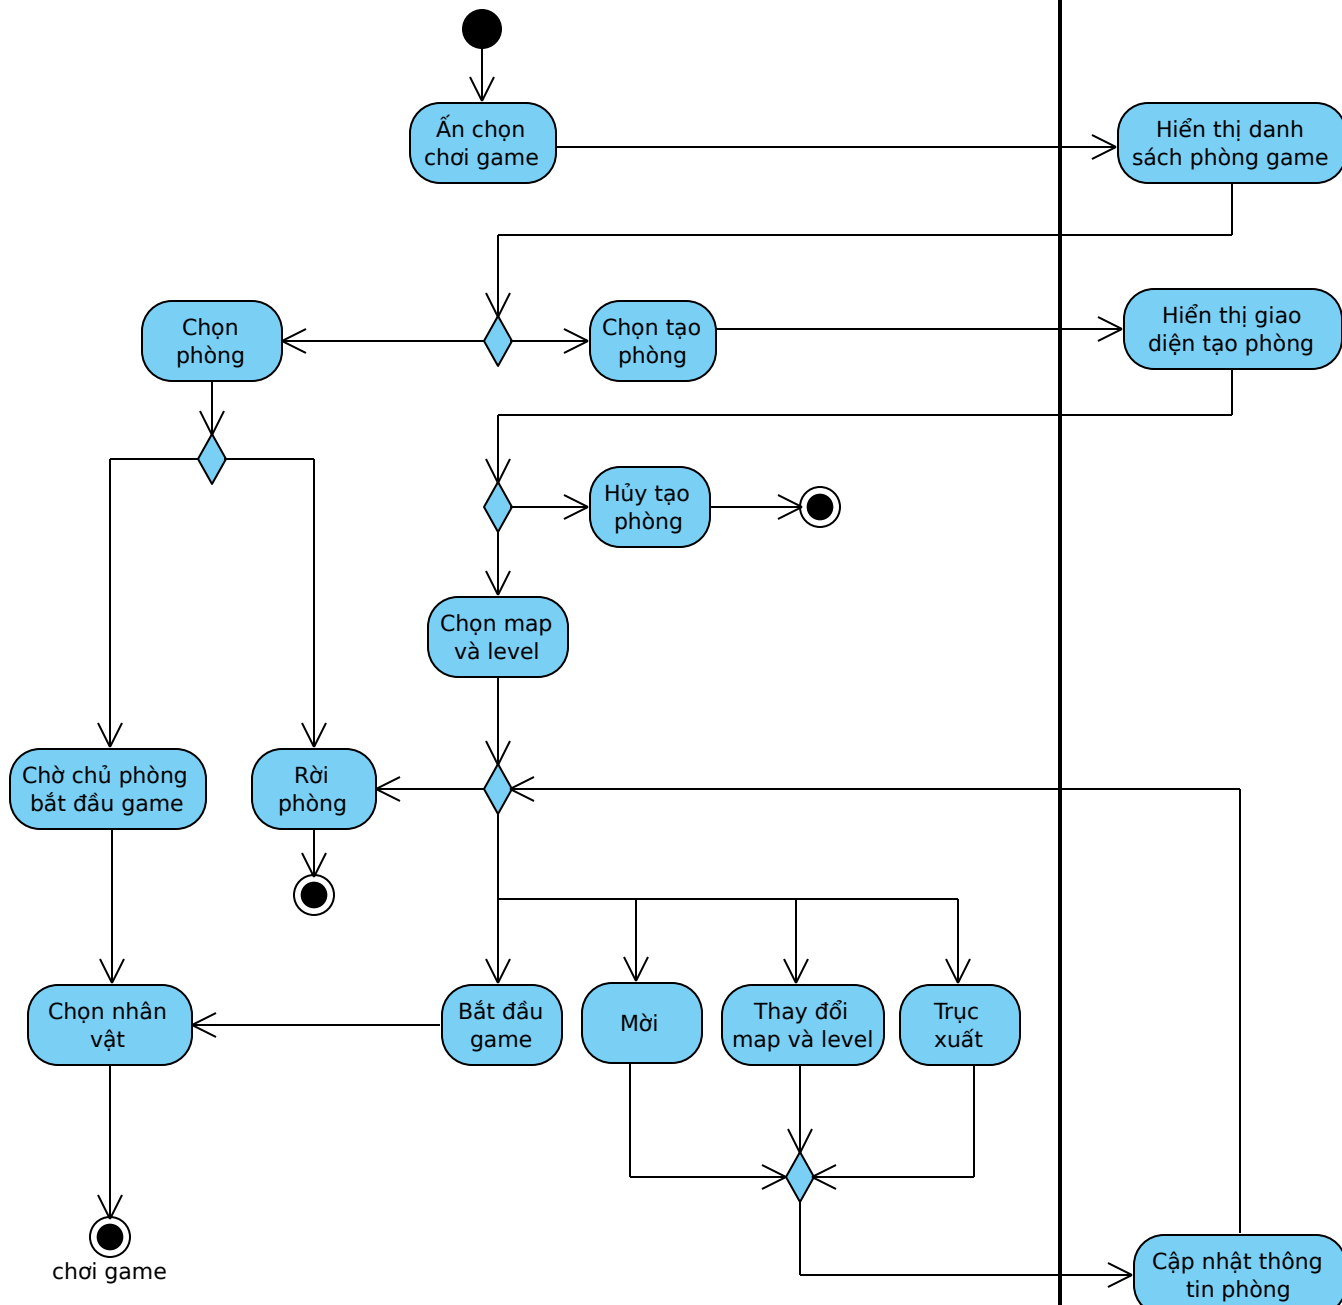 Ấn chọn
chơi game
Hiển thị danh
sách phòng game
Chọn
phòng
Chọn tạo
phòng
Hiển thị giao
diện tạo phòng
Hủy tạo
phòng
Chọn map
và level
Chờ chủ phòng
bắt đầu game
Rời
phòng
Chọn nhân
vật
Bắt đầu
game
Mời
Thay đổi
map và level
Trục
xuất
chơi game
Cập nhật thông
tin phòng